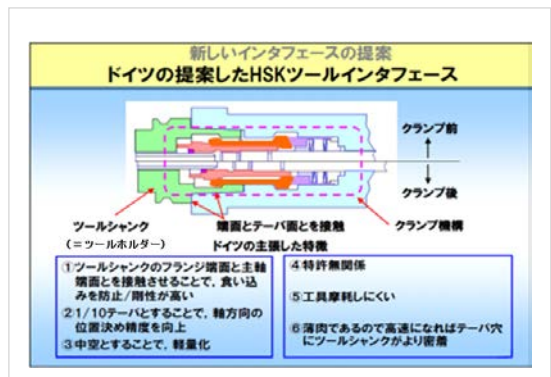 新しいインタフェースの提案
ドイツの提案したHSKツールインタフェース
クランプ前
クランプ後
ツールシャンク
(＝ツールホルダー)
端面とテーパ面とを接触
クランプ機構
ドイツの主張した特徴
①ツールシャンクのフランジ端面と主軸
端面とを接触させることで，食い込
みを防止/剛性が高い
②1/10テーパとすることで，軸方向の
位置決め精度を向上
③中空とすることで，軽量化
④特許無関係
⑤工具摩耗しにくい
⑥薄肉であるので高速になればテーパ穴
にツールシャンクがより密着